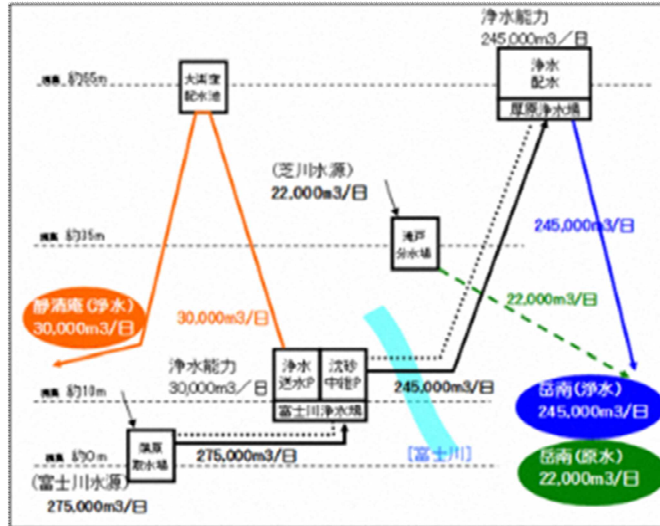 浄水能力
245,000m3/日
浄水
配水
厚原浄水場
約65m
配水池
(芝川水源)
22,000m3/日
滝戸
分水場
約35m
245,000m3/日
22,000m3/日
静清庵(浄水)
30,000m3/日
30,000m3/日
浄水能力
30,000m3/日
浄水
送水P
沈砂
中継P
富士川浄水場
245,000m3/日
約10m
[富士川]
岳南(浄水)
245,000m3/日
約0m
蒲原
取水場
275,000m3/日
(富士川水源)
275,000m3/日
岳南(原水)
22,000m3/日